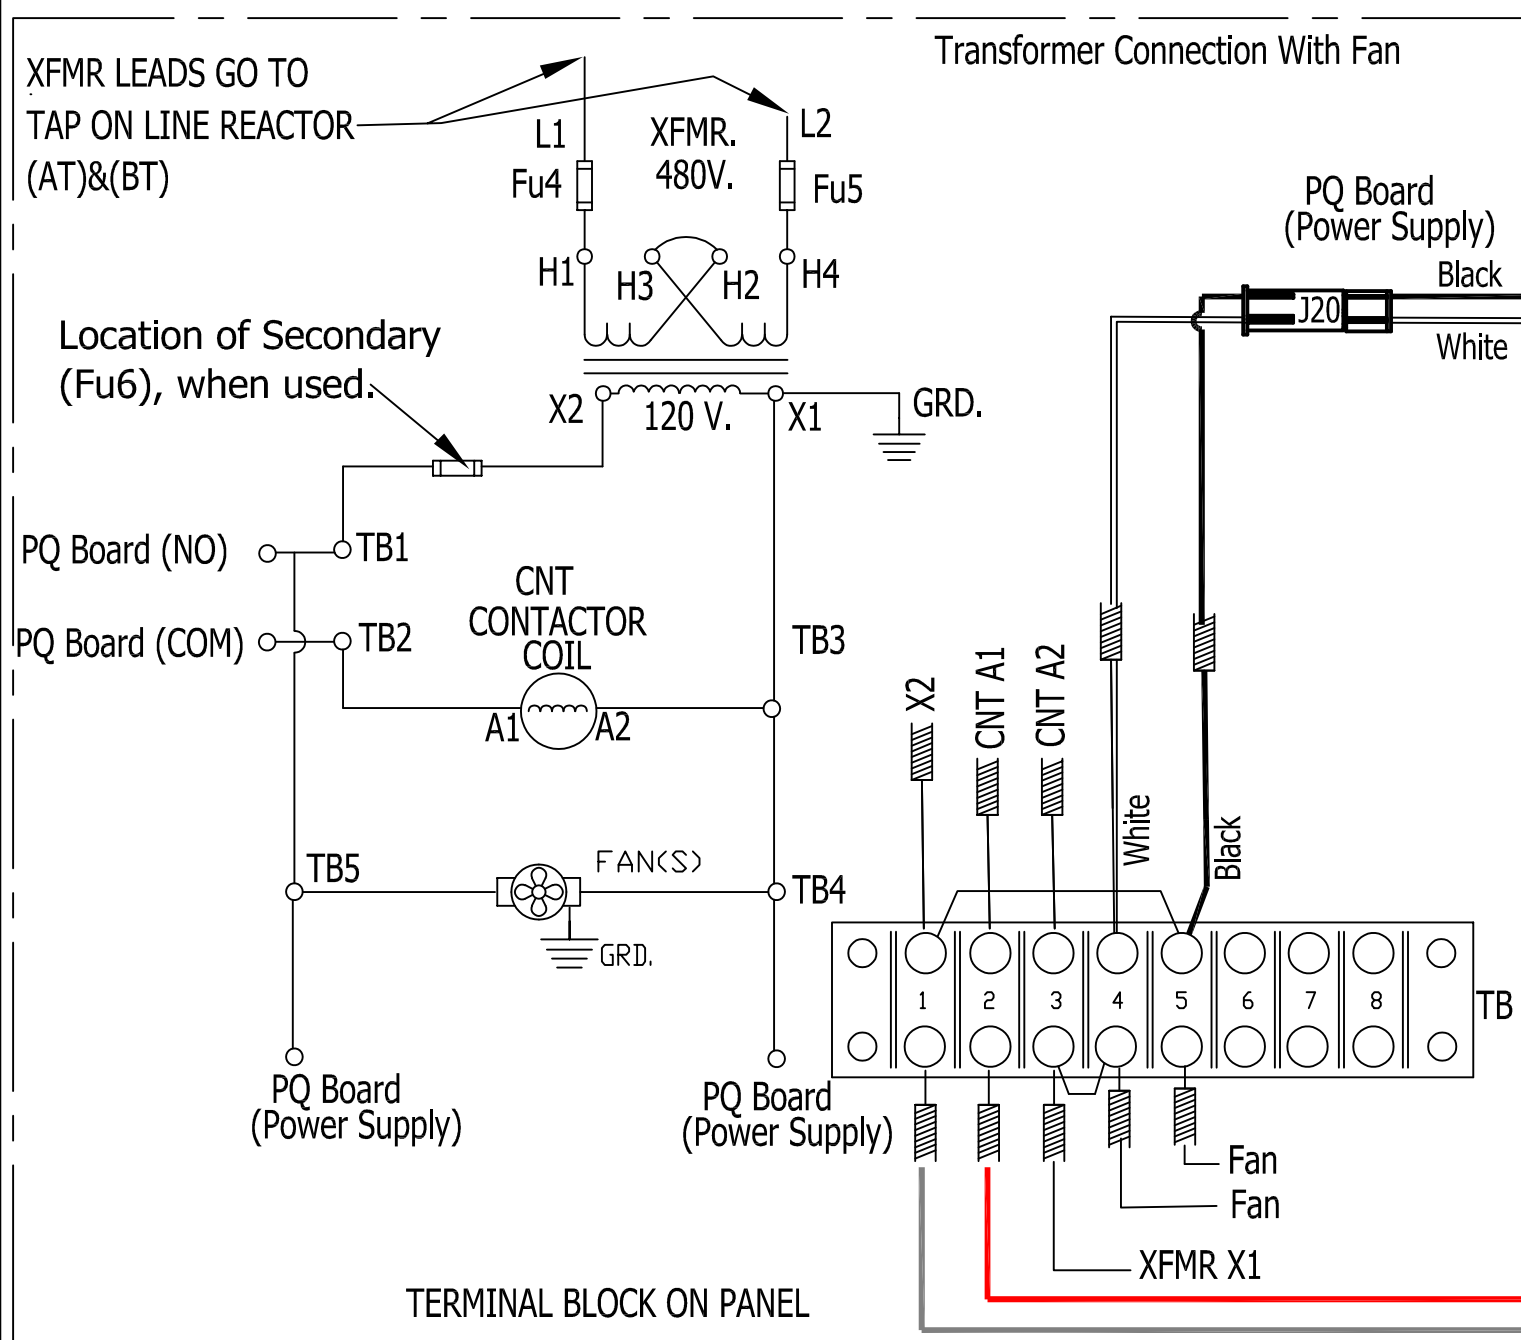 Transformer Connection With Fan
XFMR LEADS GO TO
TAP ON LINE REACTOR
(AT)&(BT)
L1
XFMR.
480V.
L2
Fu4
Fu5
H1
H3
H2
H4
PQ Board
(Power Supply)
Black
J20
White
Location of Secondary
(Fu6), when used.
X2
120 V.
X1
GRD.
PQ Board (NO)
TB1
CNT
CONTACTOR
COIL
PQ Board (COM)
TB2
TB3
A1
A2
X2
CNT A1
CNT A2
White
Black
TB5
FAN(S)
TB4
GRD.
1 2 3 4 5 6 7 8
TB
PQ Board
(Power Supply)
PQ Board
(Power Supply)
Fan
Fan
XFMR X1
TERMINAL BLOCK ON PANEL